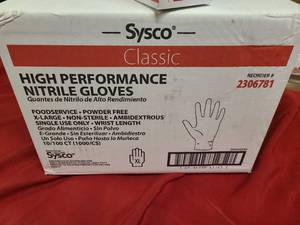 Sysco®
Classic
HIGH PERFORMANCE
NITRILE GLOVES
Guantes de Nitrilo de Alto Rendimiento
REORDER #
2306781
FOODSERVICE • POWDER FREE
X-LARGE • NON-STERILE • AMBIDEXTROUS
SINGLE USE ONLY • WRIST LENGTH
Grado Alimenticio • Sin Polvo
E-Grande • Sin Esterilizar • Ambidiestro
Un Solo Uso • Puño Hasta la Muñeca
10/100 CT (1000/CS)
Sysco®
XL